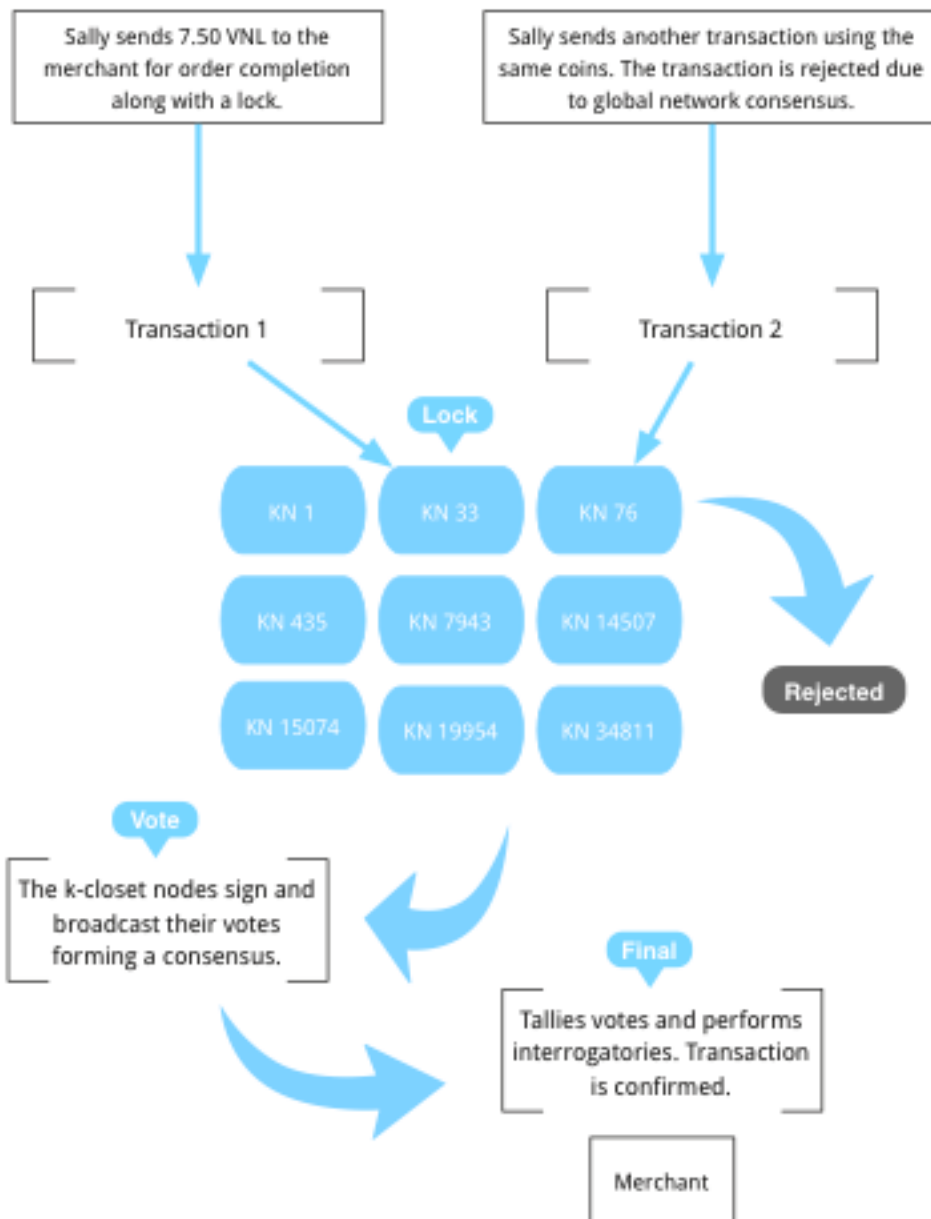 Sally sends 7.50 VNL to the
merchant for order completion
along with a lock.
Sally sends another transaction using the
same coins. The transaction is rejected due
to global network consensus.
Transaction 1
Transaction 2
Lock
KN 1
KN 33
KN 76
KN 435
KN 7943
KN 14507
KN 15074
KN 19954
KN 34811
Rejected
Vote
The k-closet nodes sign and
broadcast their votes
forming a consensus.
Final
Tallies votes and performs
interrogatories. Transaction
is confirmed.
Merchant